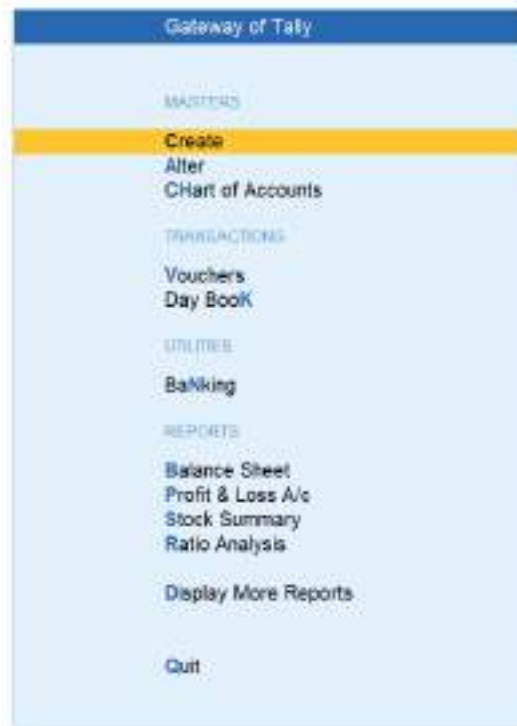 Gateway of Tally
MASTERS
Create
Alter
CHart of Accounts
TRANSACTIONS
Vouchers
Day BooK
UTILITIES
BaNking
REPORTS
Balance Sheet
Profit & Loss A/c
Stock Summary
Ratio Analysis
Display More Reports
Quit